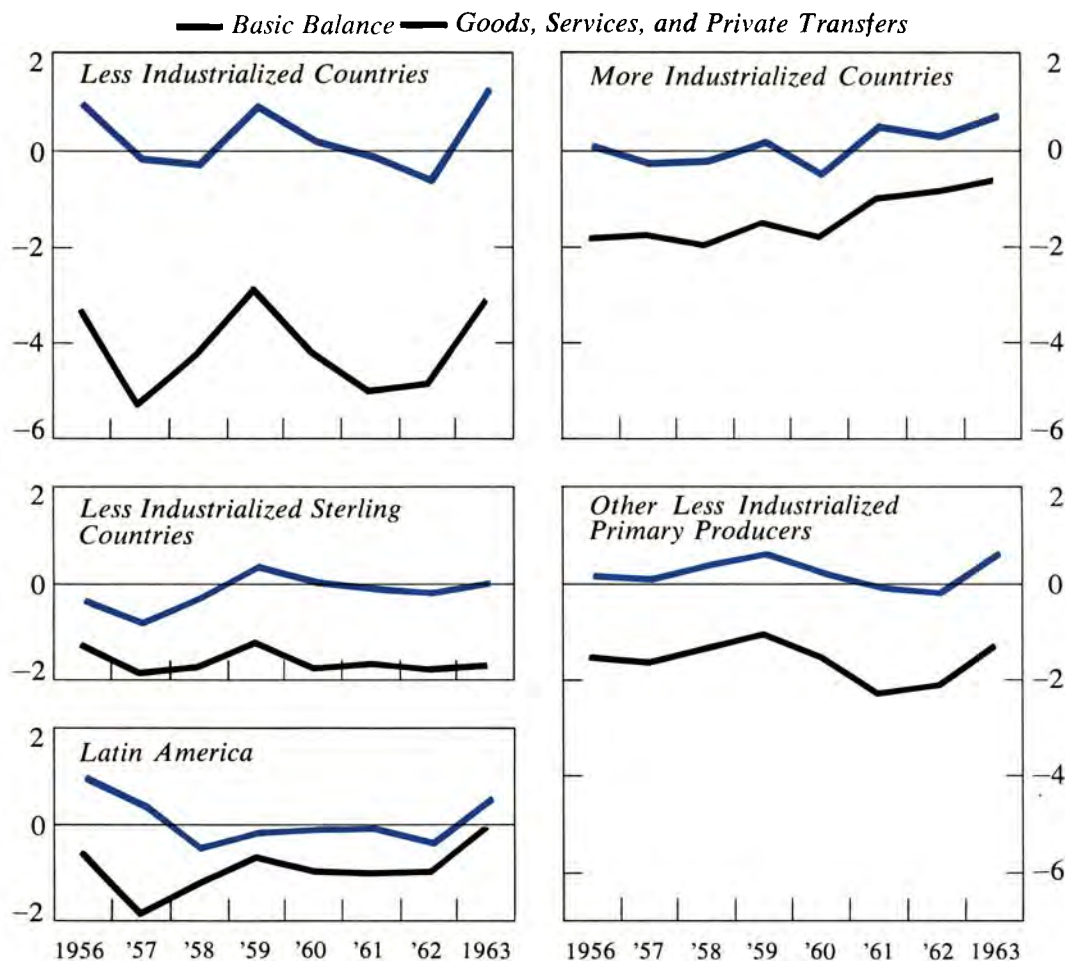 Basic Balance Goods, Services, and Private Transfers
Less Industrialized Countries
2
0
−2
−4
−6
More Industrialized Countries
2
0
−2
−4
−6
Less Industrialized Sterling
Countries
2
0
−2
Other Less Industrialized
Primary Producers
2
0
−2
−4
−6
Latin America
2
0
−2
1956 '57 '58 '59 '60 '61 '62 1963
1956 '57 '58 '59 '60 '61 '62 1963